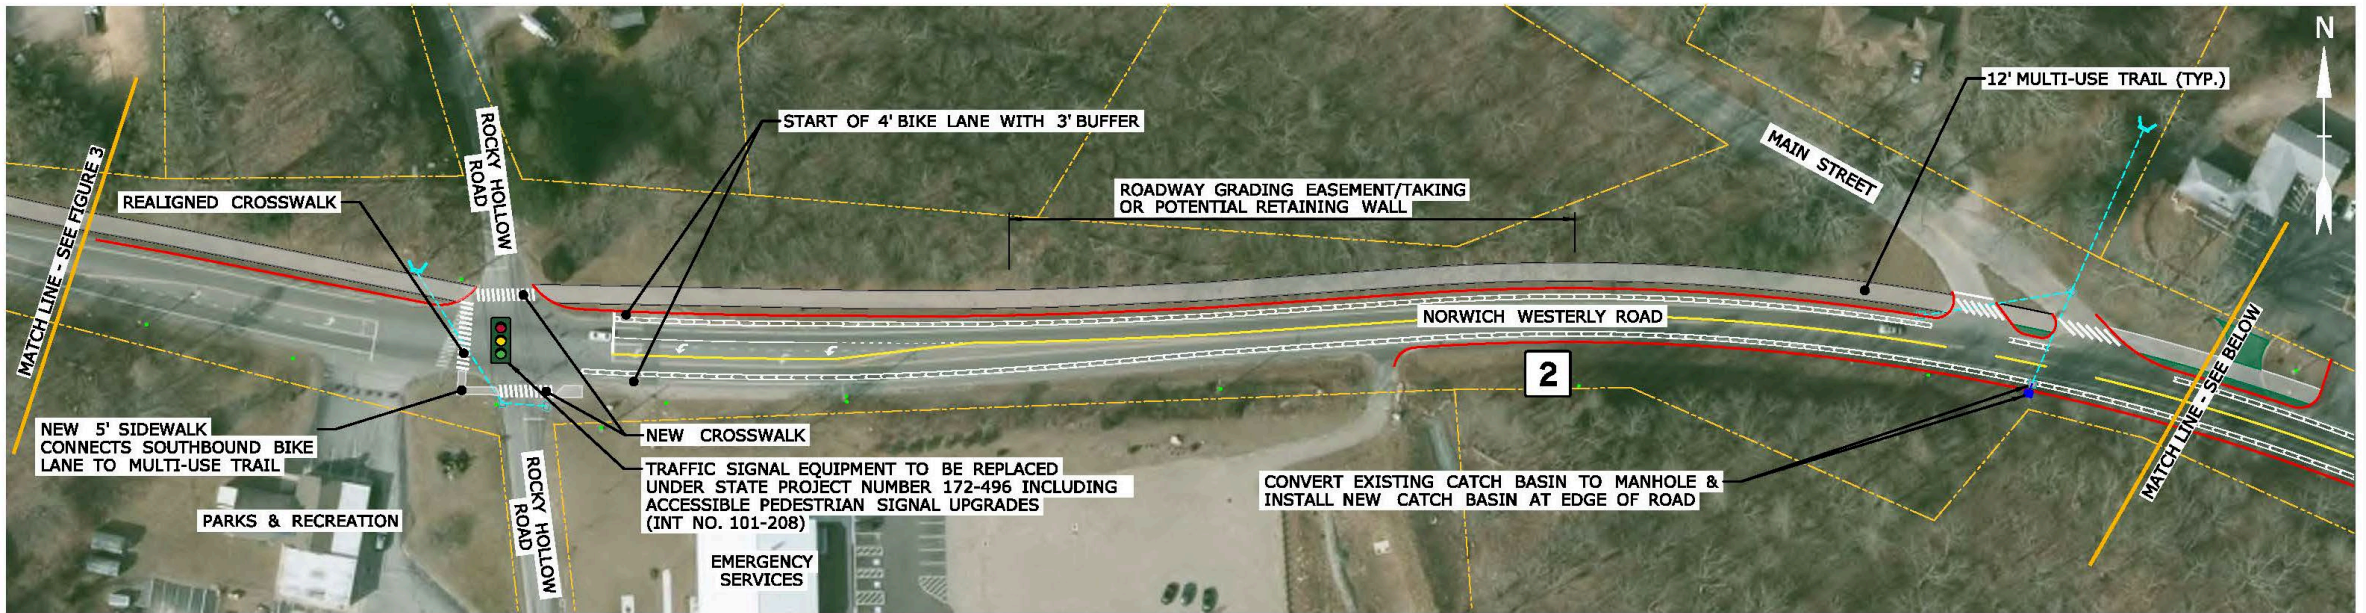 N
12' MULTI-USE TRAIL (TYP.)
START OF 4' BIKE LANE WITH 3' BUFFER
ROCKY HOLLOW
ROAD
MAIN STREET
MATCH LINE - SEE FIGURE 3
REALIGNED CROSSWALK
ROADWAY GRADING EASEMENT/TAKING
OR POTENTIAL RETAINING WALL
NORWICH WESTERLY ROAD
2
MATCH LINE - SEE BELOW
NEW 5' SIDEWALK
CONNECTS SOUTHBOUND BIKE
LANE TO MULTI-USE TRAIL
NEW CROSSWALK
TRAFFIC SIGNAL EQUIPMENT TO BE REPLACED
UNDER STATE PROJECT NUMBER 172-496 INCLUDING
ACCESSIBLE PEDESTRIAN SIGNAL UPGRADES
(INT NO. 101-208)
CONVERT EXISTING CATCH BASIN TO MANHOLE &
INSTALL NEW CATCH BASIN AT EDGE OF ROAD
ROCKY HOLLOW
ROAD
PARKS & RECREATION
EMERGENCY
SERVICES